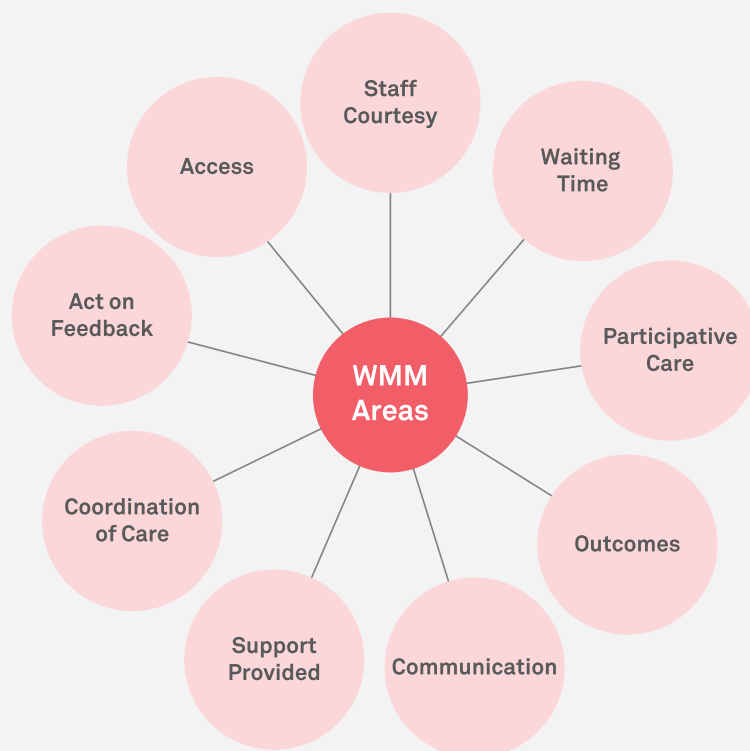 Staff
Courtesy
Waiting
Time
Access
Act on
Feedback
Participative
Care
WMM
Areas
Coordination
of Care
Outcomes
Support
Provided
Communication